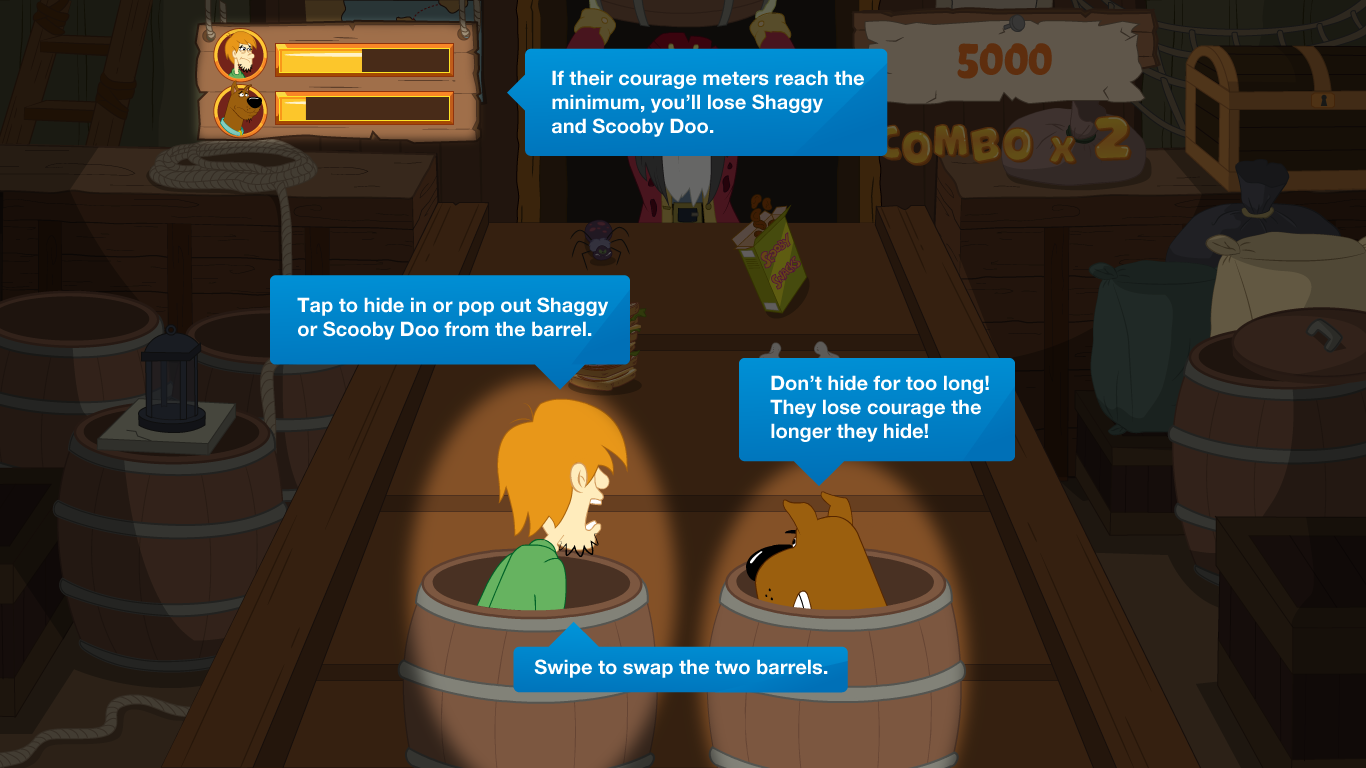 If their courage meters reach the
minimum, you’ll lose Shaggy
and Scooby Doo.
5000
COMBO x 2
Scooby
Snacks
Tap to hide in or pop out Shaggy
or Scooby Doo from the barrel.
Don’t hide for too long!
They lose courage the
longer they hide!
Swipe to swap the two barrels.